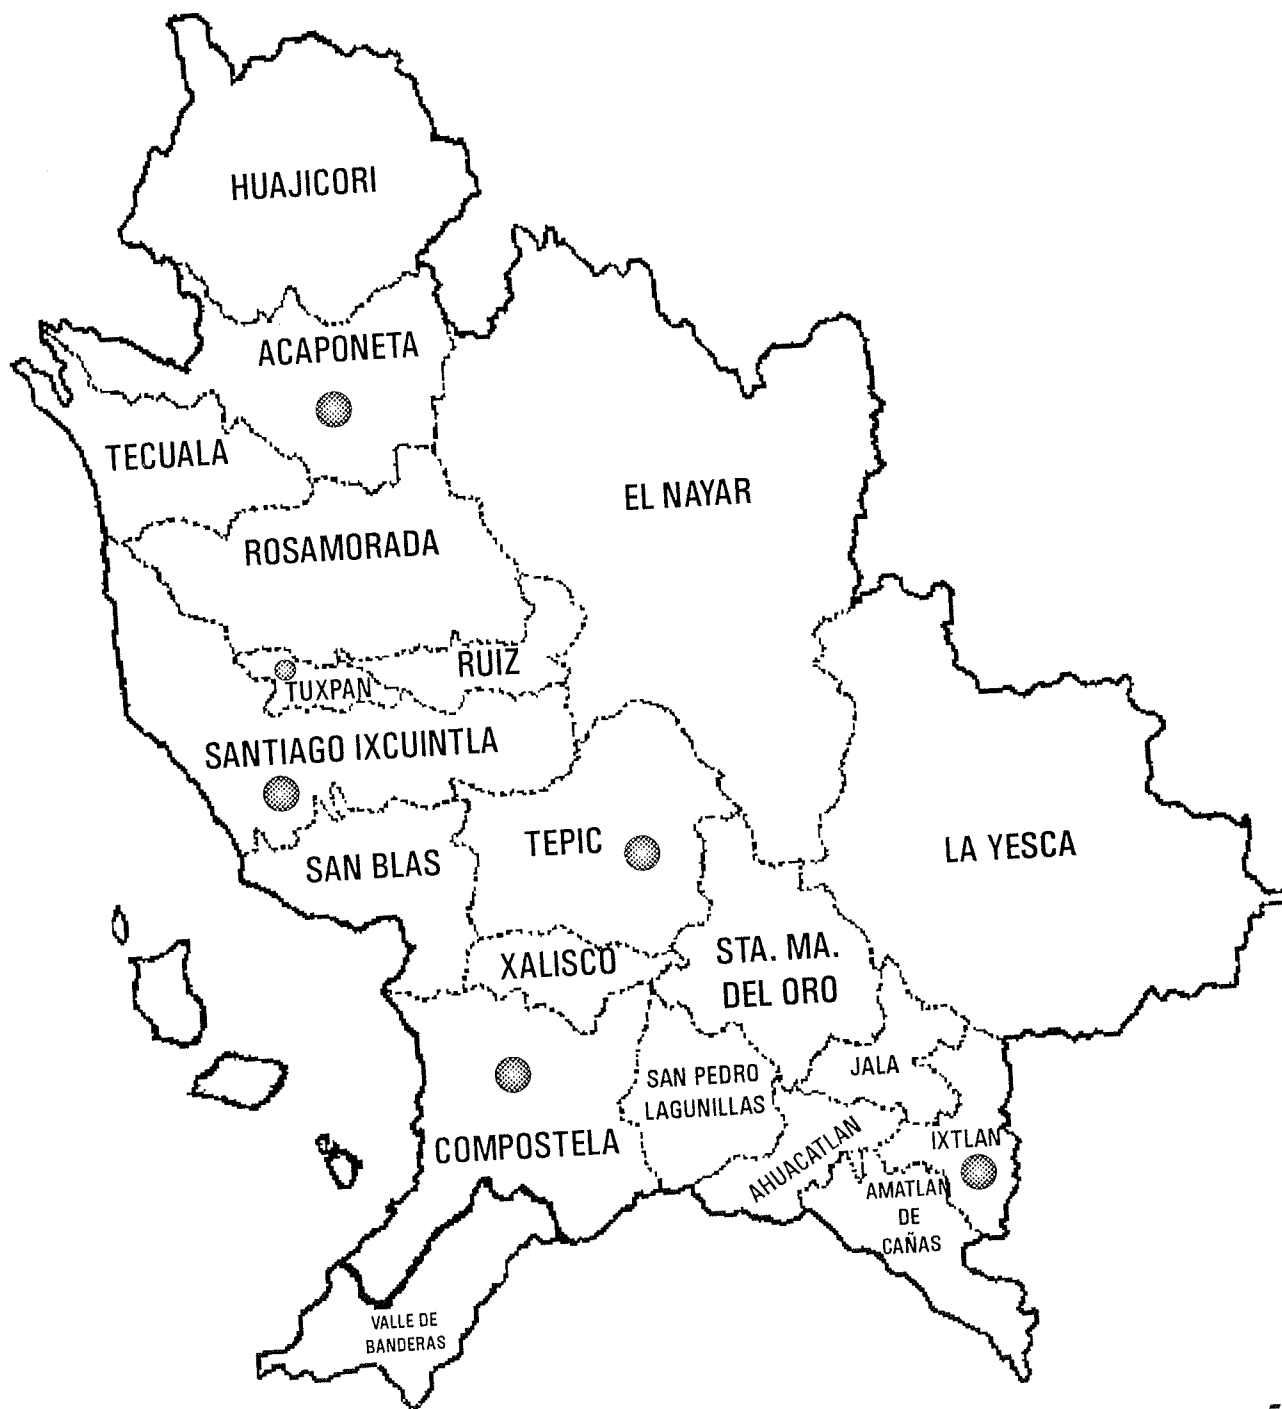 HUAJICORI
ACAPONETA
TECUALA
EL NAYAR
ROSAMORADA
RUIZ
TUXPAN
SANTIAGO IXCUINTLA
TEPIC
SAN BLAS
LA YESCA
XALISCO
STA. MA.
DEL ORO
JALA
SAN PEDRO
LAGUNILLAS
COMPOSTELA
AHUACATLAN
IXTLAN
AMATLAN
DE
CAÑAS
VALLE DE
BANDERAS